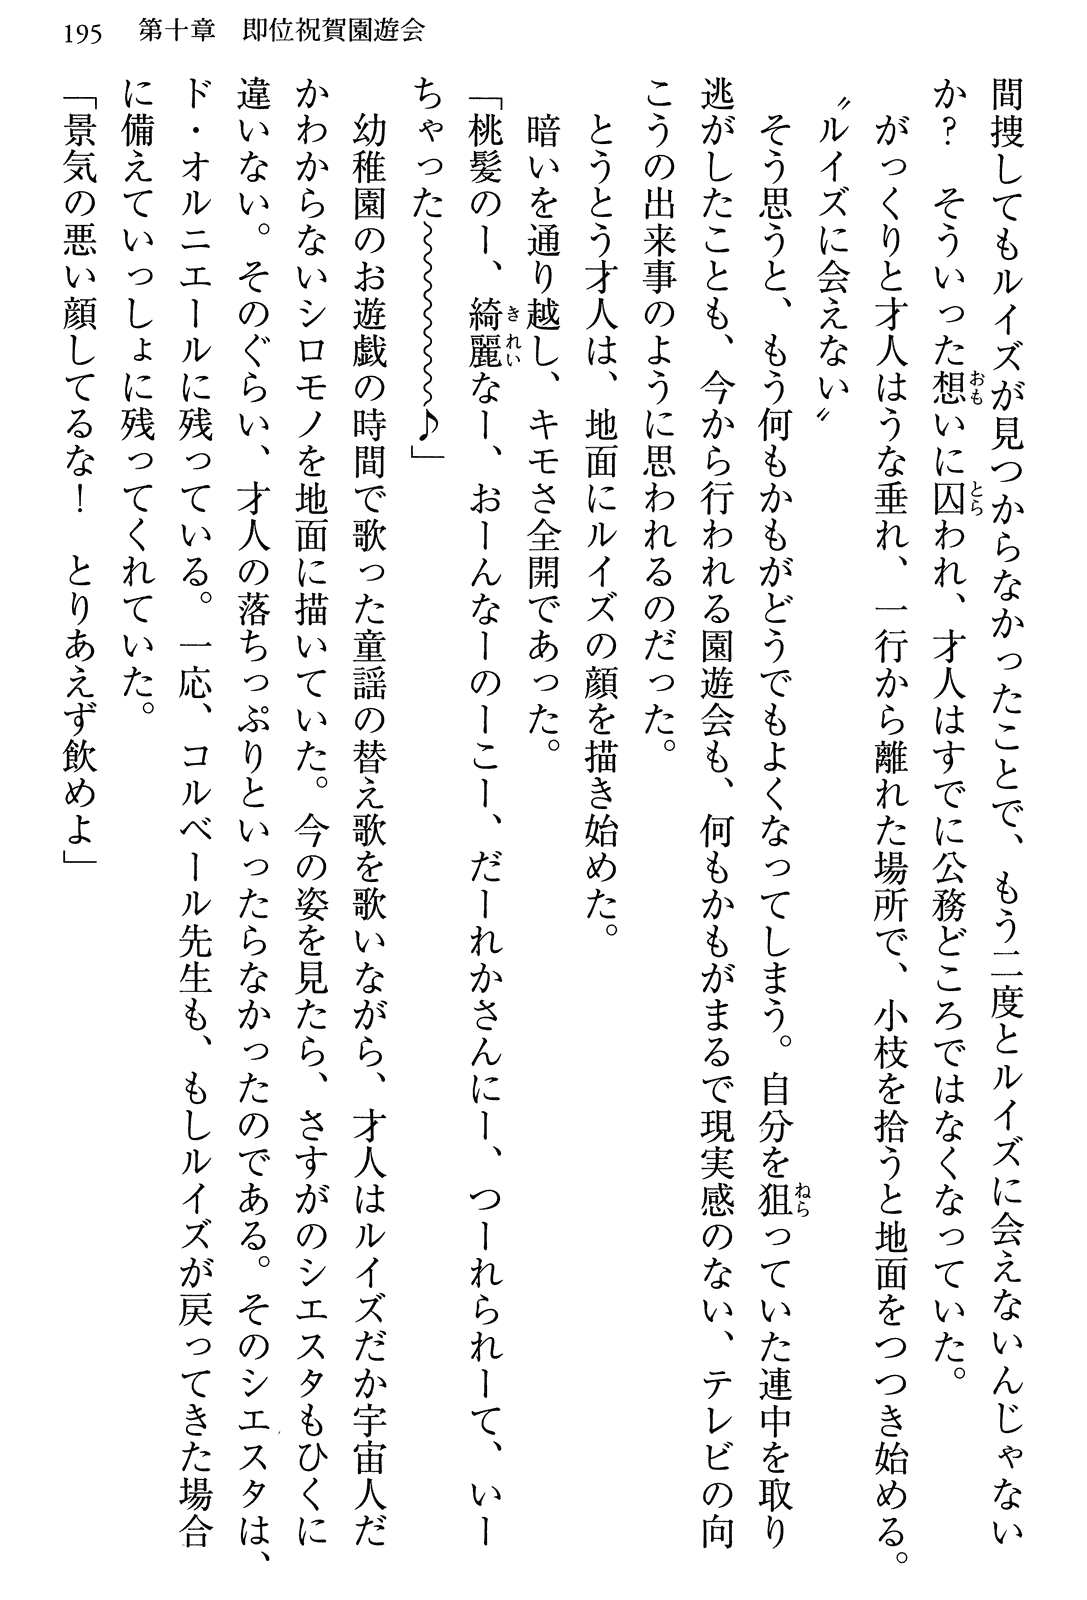 195　第十章　即位祝賀園遊会
間捜してもルイズが見つからなかったことで、もう二度とルイズに会えないんじゃない
か？　そういった想いに囚われ、才人はすでに公務どころではなくなっていた。
がっくりと才人はうな垂れ、一行から離れた場所で、小枝を拾うと地面をつつき始める。
〝ルイズに会えない〟
そう思うと、もう何もかもがどうでもよくなってしまう。自分を狙っていた連中を取り
逃がしたことも、今から行われる園遊会も、何もかもがまるで現実感のない、テレビの向
こうの出来事のように思われるのだった。
とうとう才人は、地面にルイズの顔を描き始めた。
暗いを通り越し、キモさ全開であった。
「桃髪のー、綺麗なー、おーんなーのーこー、だーれかさんにー、つーれられーて、いー
ちゃった〜〜〜〜〜〜♪」
幼稚園のお遊戯の時間で歌った童謡の替え歌を歌いながら、才人はルイズだか宇宙人だ
かわからないシロモノを地面に描いていた。今の姿を見たら、さすがのシエスタもひくに
違いない。そのぐらい、才人の落ちっぷりといったらなかったのである。そのシエスタは、
ド・オルニエールに残っている。一応、コルベール先生も、もしルイズが戻ってきた場合
に備えていっしょに残ってくれていた。
「景気の悪い顔してるな！　とりあえず飲めよ」